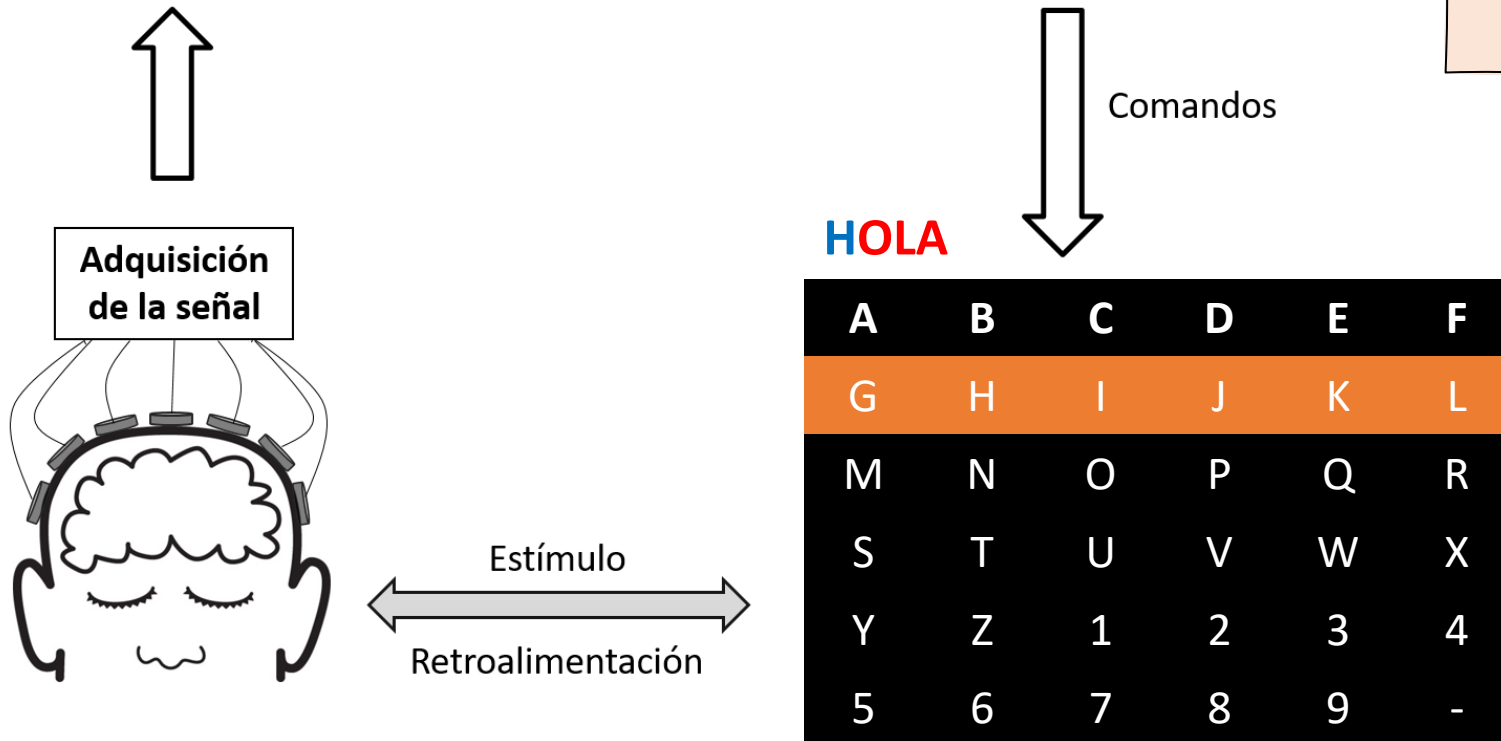 Comandos
HOLA
Adquisición
de la señal
A B C D E F
G H I J K L
M N O P Q R
S T U V W X
Y Z 1 2 3 4
5 6 7 8 9 -
Estímulo
Retroalimentación